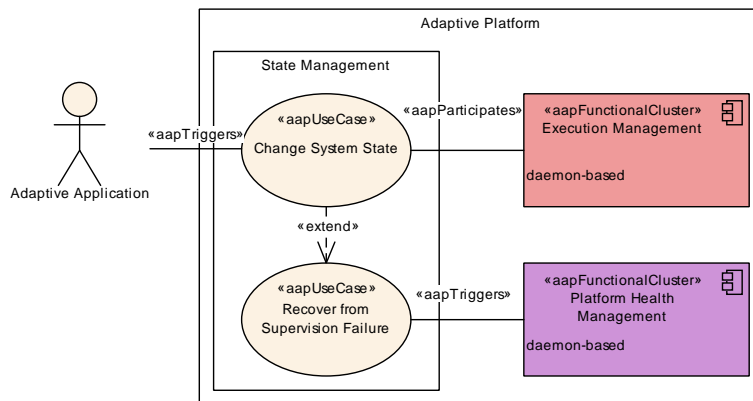 Adaptive Platform
State Management
«aapTriggers»
Adaptive Application
«aapUseCase»
Change System State
«aapParticipates»
«aapFunctionalCluster»
Execution Management
daemon-based
«extend»
«aapUseCase»
Recover from
Supervision Failure
«aapTriggers»
«aapFunctionalCluster»
Platform Health
Management
daemon-based